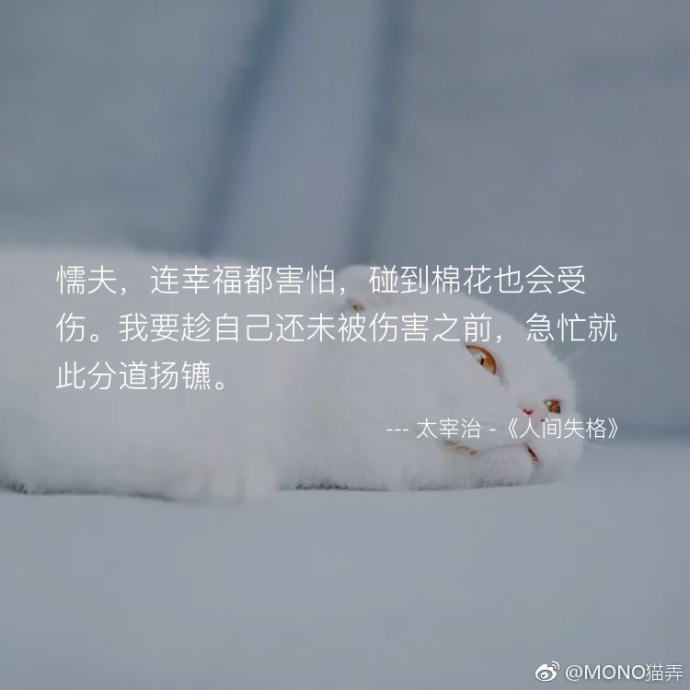 懦夫，连幸福都害怕，碰到棉花也会受
伤。我要趁自己还未被伤害之前，急忙就
此分道扬镳。
--- 太宰治 -《人间失格》
@MONO猫弄